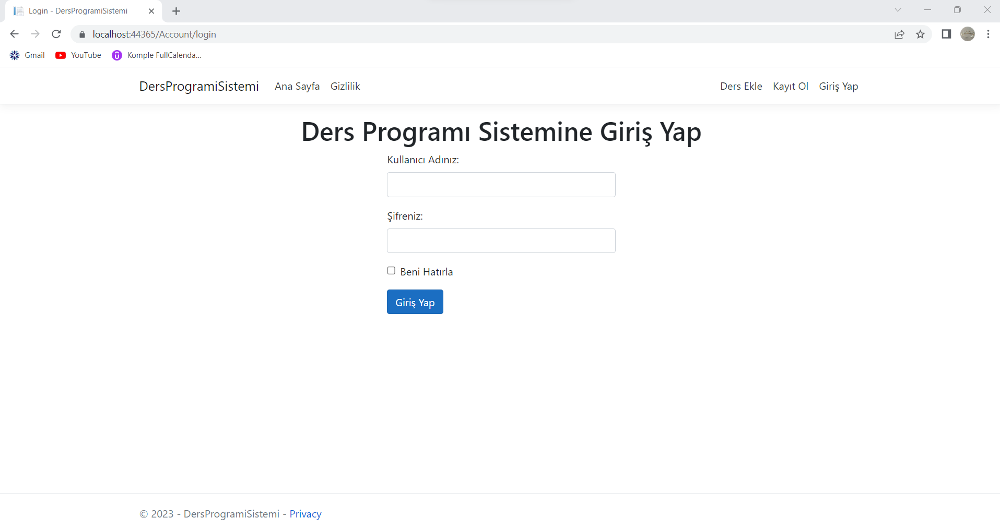 Login - DersProgramiSistemi
localhost:44365/Account/login
Gmail YouTube Komple FullCalenda...
DersProgramiSistemi Ana Sayfa Gizlilik Ders Ekle Kayıt Ol Giriş Yap
Ders Programı Sistemine Giriş Yap
Kullanıcı Adınız:
Şifreniz:
Beni Hatırla
Giriş Yap
© 2023 - DersProgramiSistemi - Privacy